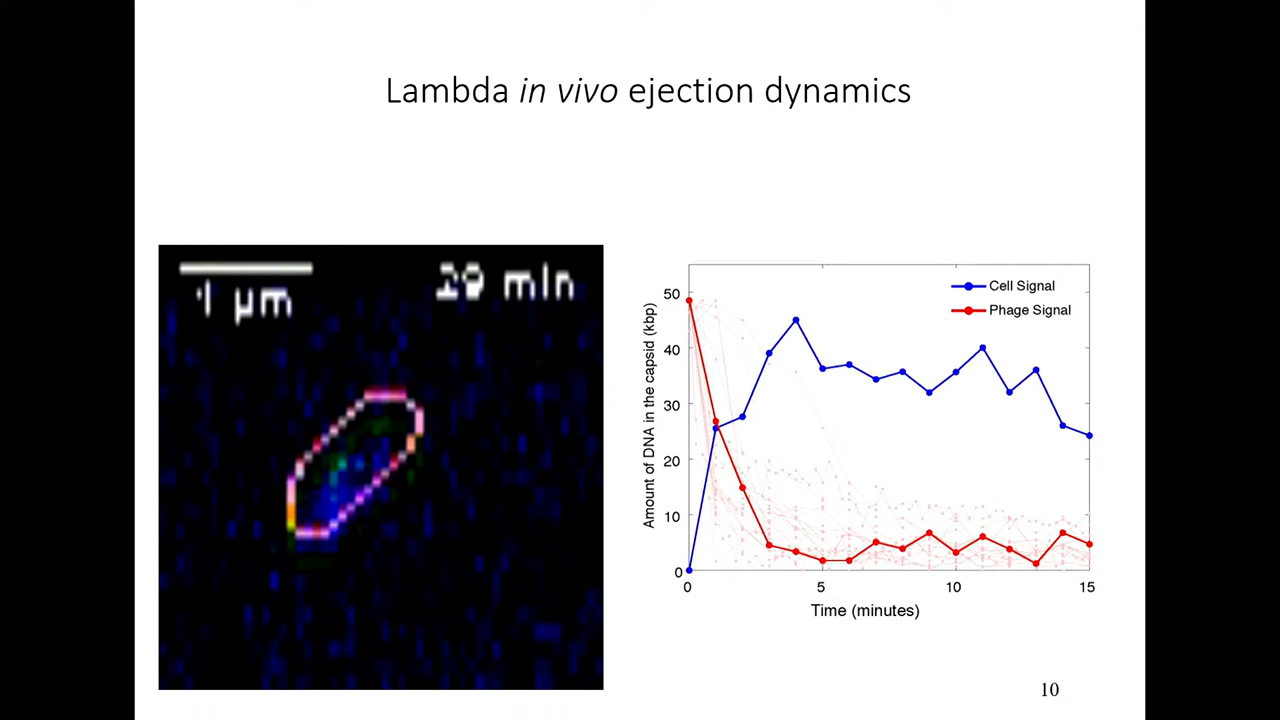 Lambda in vivo ejection dynamics
1 μm
20 min
Cell Signal
Phage Signal
Amount of DNA in the capsid (kbp)
50
40
30
20
10
0
0 5 10 15
Time (minutes)
10